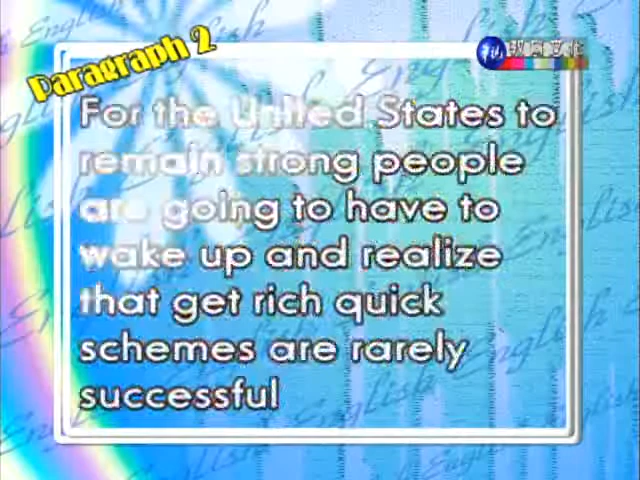 Paragraph 2
For the United States to
remain strong people
are going to have to
wake up and realize
that get rich quick
schemes are rarely
successful